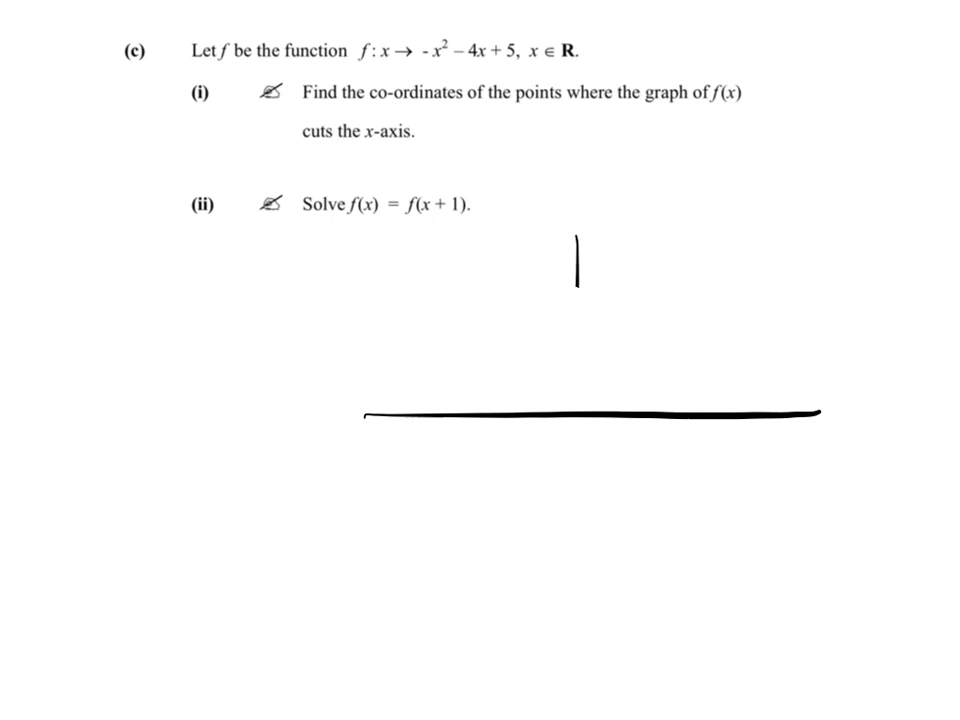 (c) Let f be the function f : x → -x² – 4x + 5, x ∈ R.
(i) ✍ Find the co-ordinates of the points where the graph of f(x)
cuts the x-axis.
(ii) ✍ Solve f(x) = f(x + 1).